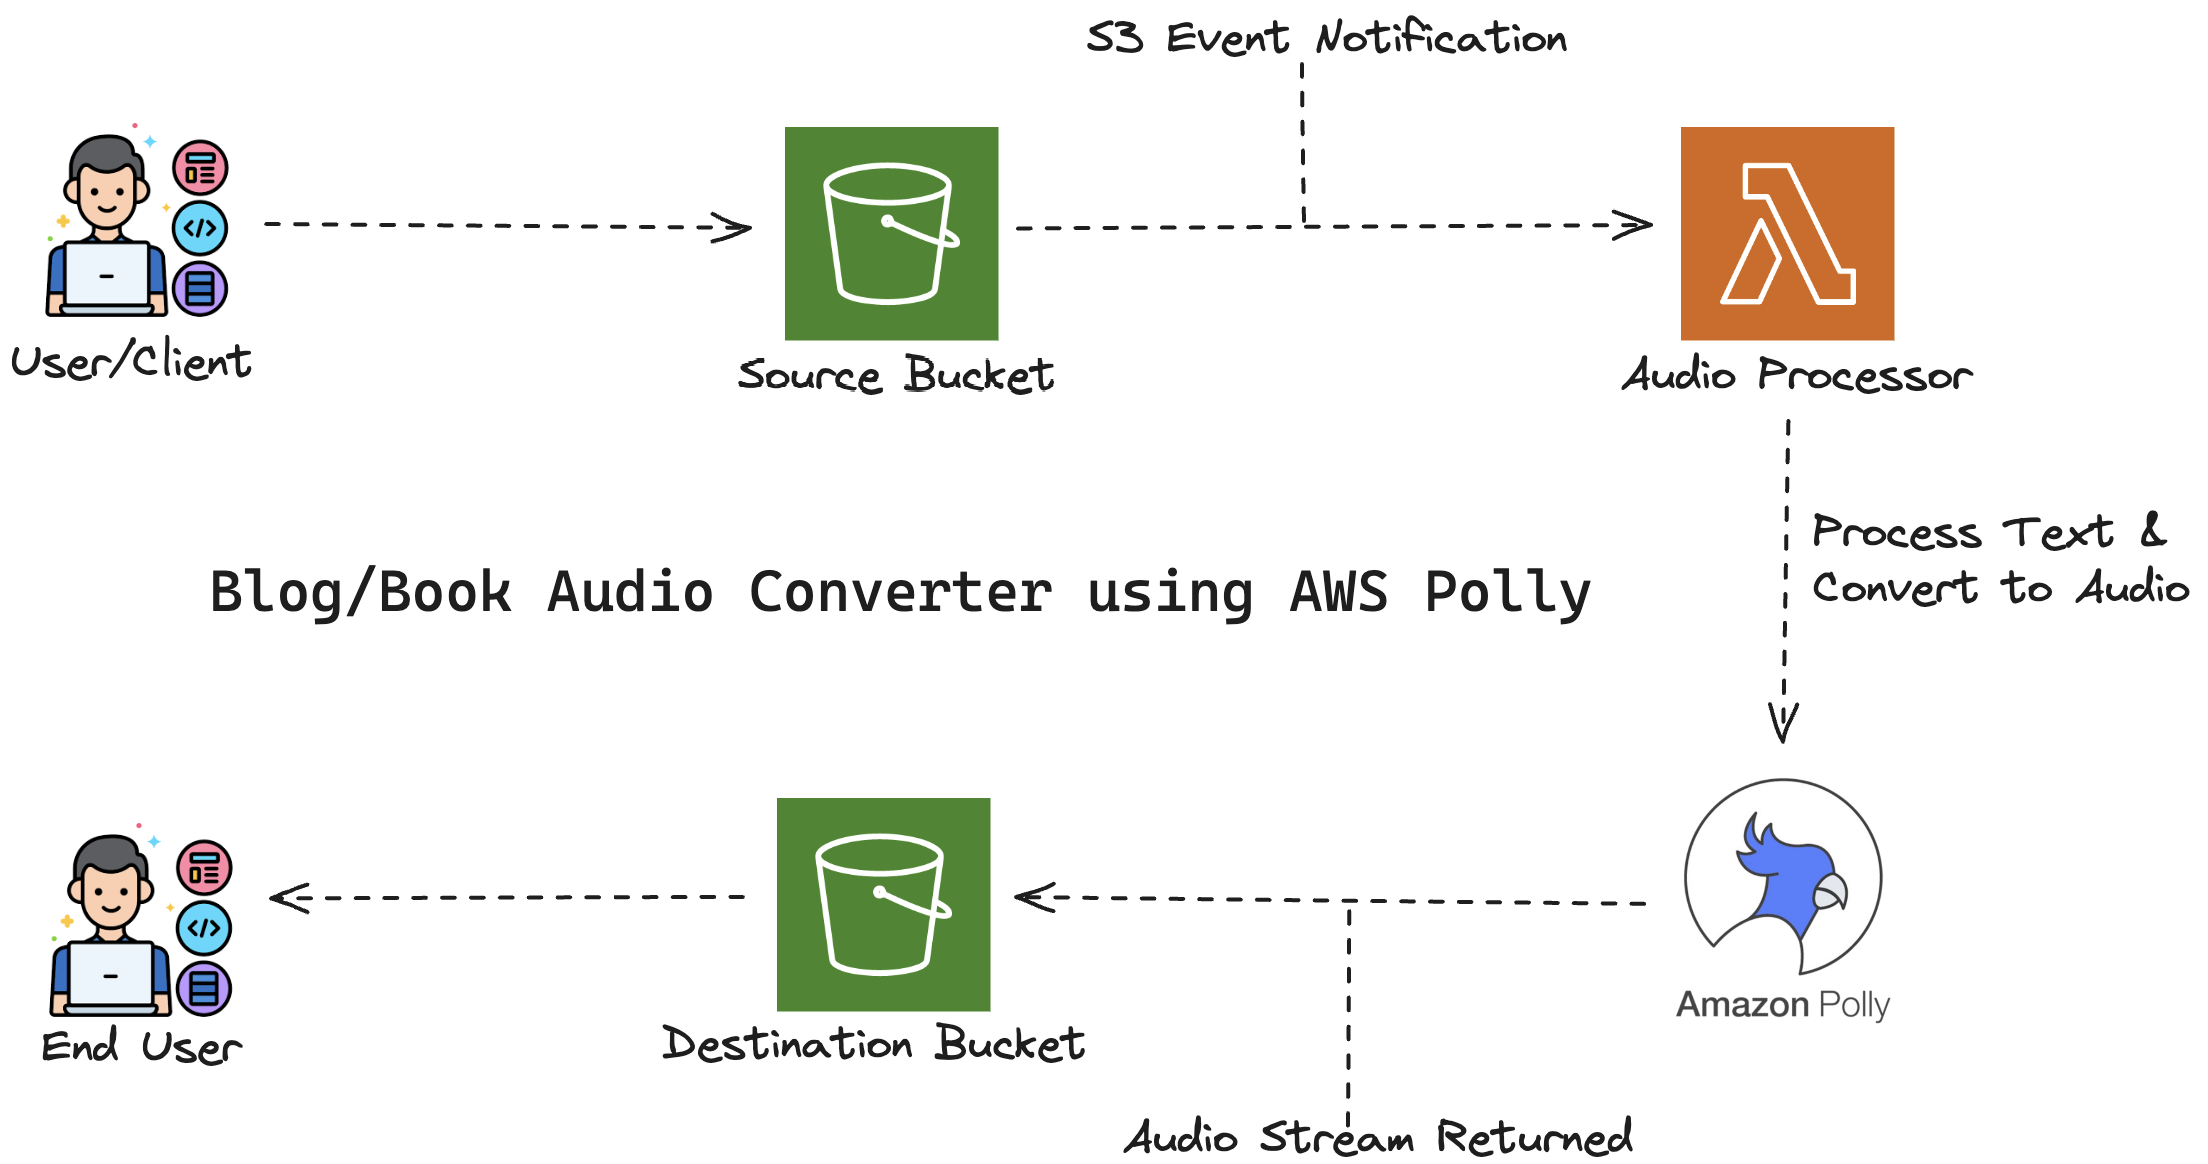 S3 Event Notification
</>
User/Client
Source Bucket
Audio Processor
Process Text &
Convert to Audio
Blog/Book Audio Converter using AWS Polly
</>
Amazon Polly
End User
Destination Bucket
Audio Stream Returned